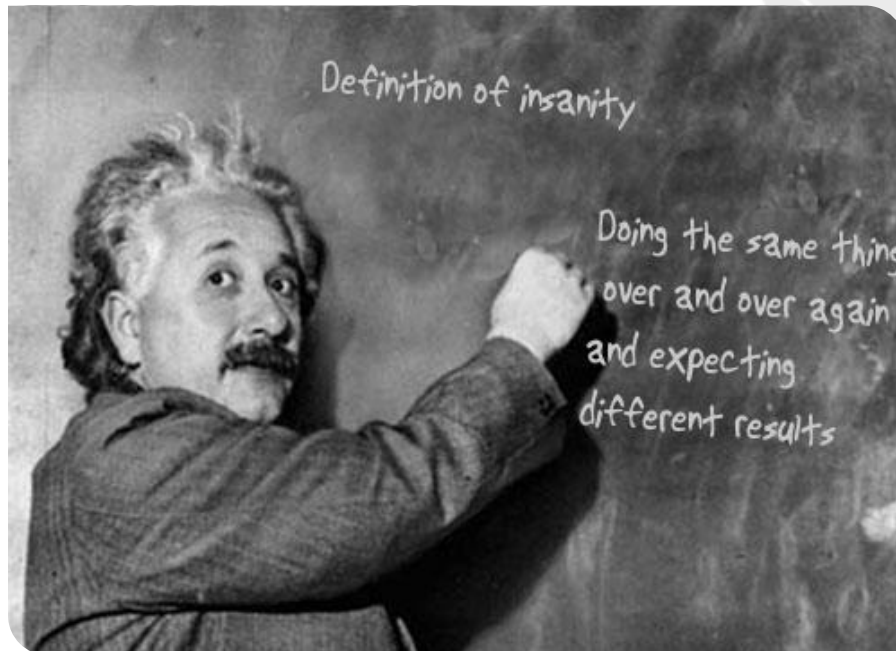 Definition of insanity
Doing the same thing
over and over again
and expecting
different results